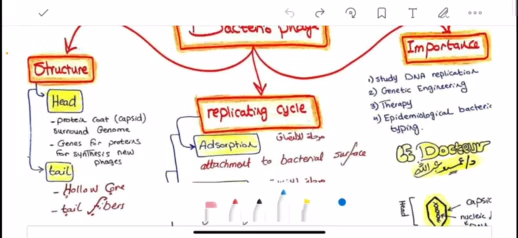 Bacteriophage
Structure
Head
- protein coat (capsid)
surround Genome
- Genes for proteins
for synthesis new
phages
tail
- Hollow Core
- tail fibers
replicating cycle
Adsorption
attachment to bacterial surface
Importance
1) Study DNA replication
2) Genetic Engineering
3) Therapy
4) Epidemiological bacteria
typing.
Docteur
Head
capsi
nucleic